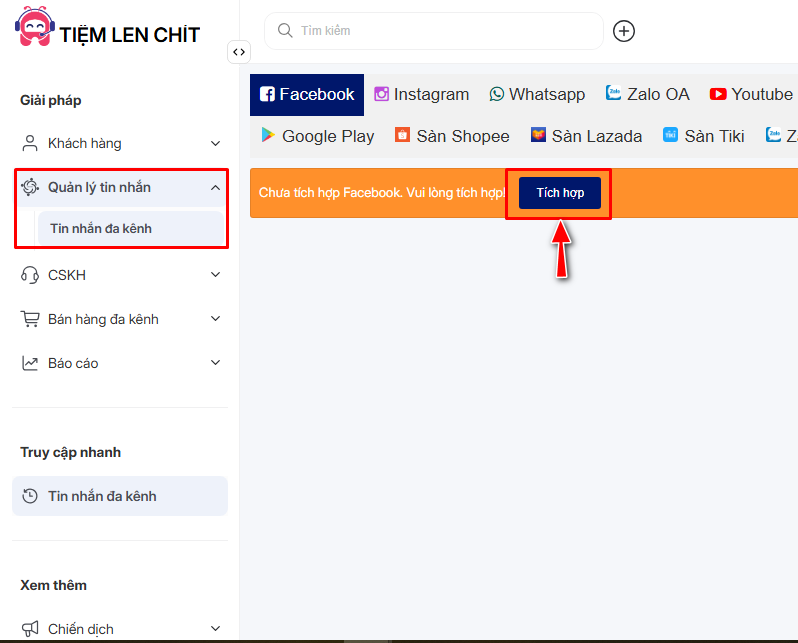 TIỆM LEN CHÍT
Tìm kiếm
Giải pháp
Khách hàng
Quản lý tin nhắn
Tin nhắn đa kênh
CSKH
Bán hàng đa kênh
Báo cáo
Truy cập nhanh
Tin nhắn đa kênh
Xem thêm
Chiến dịch
Facebook Instagram Whatsapp Zalo OA Youtube
Google Play Sàn Shopee Sàn Lazada Sàn Tiki
Chưa tích hợp Facebook. Vui lòng tích hợp! Tích hợp